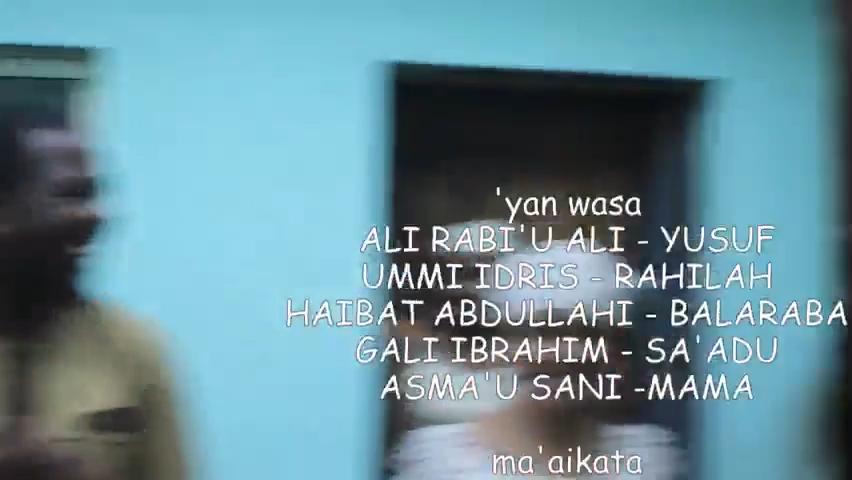 'yan wasa
ALI RABI'U ALI - YUSUF
UMMI IDRIS - RAHILAH
HAIBAT ABDULLAHI - BALARABA
GALI IBRAHIM - SA'ADU
ASMA'U SANI -MAMA
ma'aikata